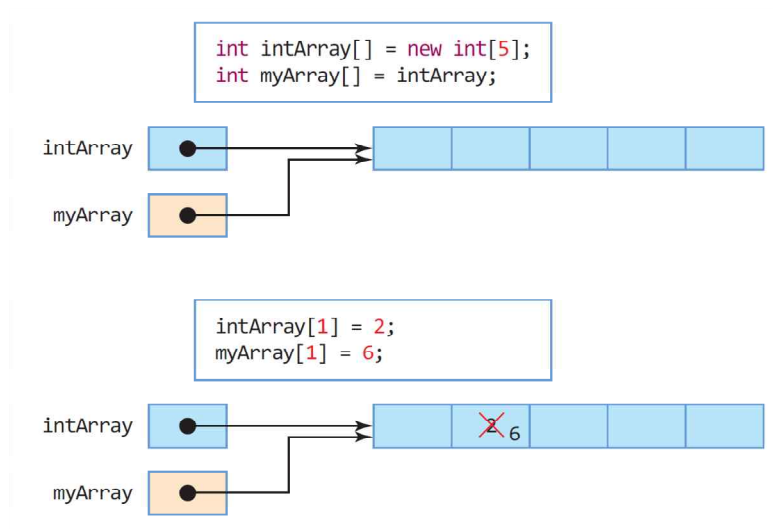 int intArray[] = new int[5];
int myArray[] = intArray;
intArray
myArray
intArray[1] = 2;
myArray[1] = 6;
intArray
2 6
myArray